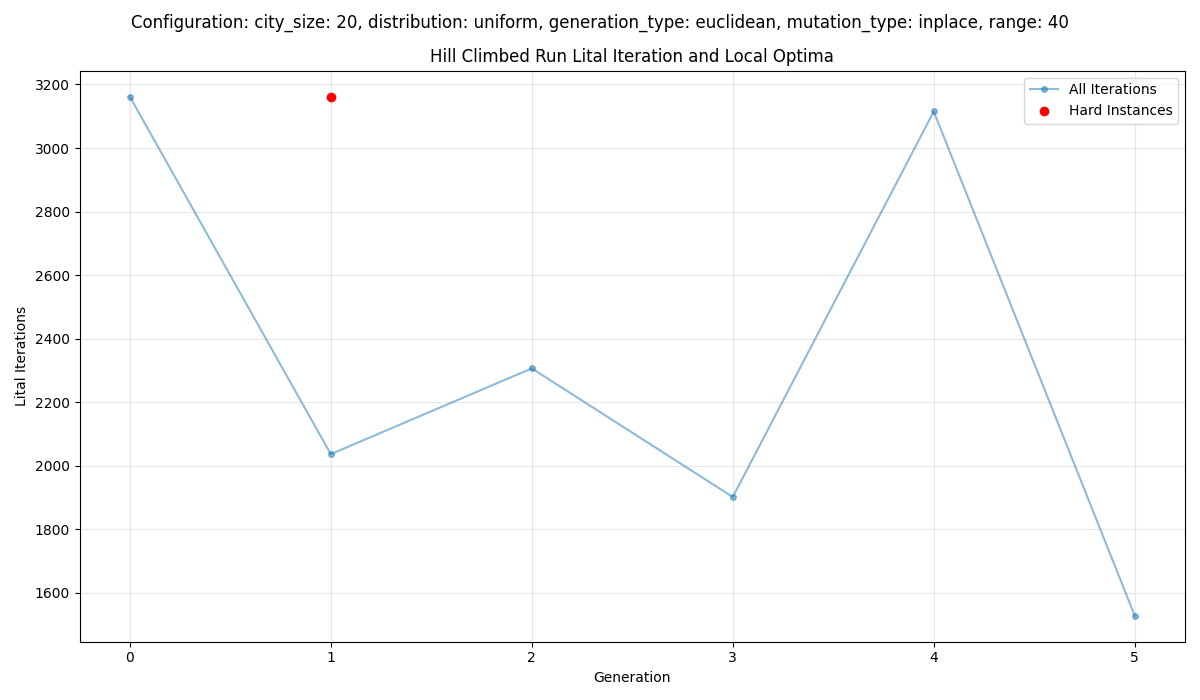 Configuration: city_size: 20, distribution: uniform, generation_type: euclidean, mutation_type: inplace, range: 40
Hill Climbed Run Lital Iteration and Local Optima
All Iterations
Hard Instances
3200
3000
2800
2600
2400
2200
2000
1800
1600
Lital Iterations
0 1 2 3 4 5
Generation